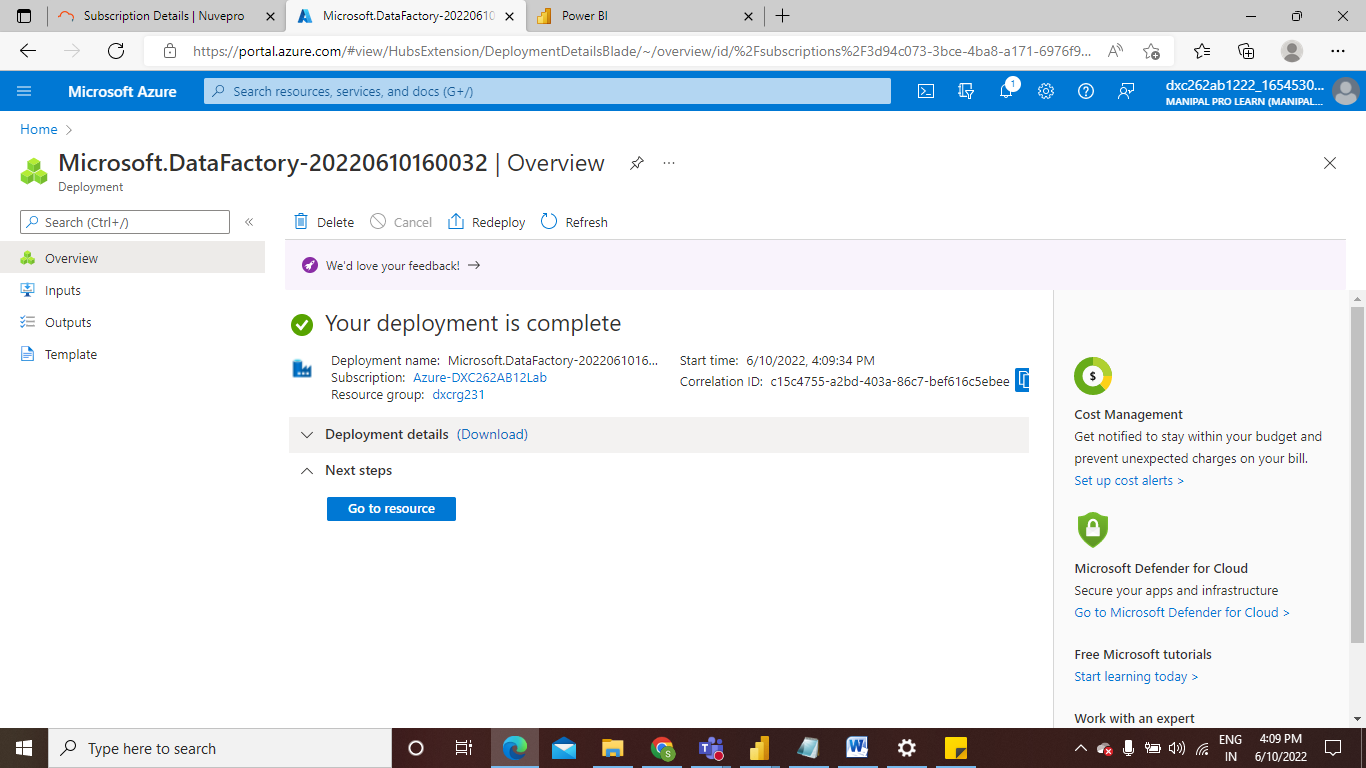 Subscription Details | Nuvepro
Microsoft.DataFactory-20220610
Power BI
https://portal.azure.com/#view/HubsExtension/DeploymentDetailsBlade/~/overview/id/%2Fsubscriptions%2F3d94c073-3bce-4ba8-a171-6976f9...
Microsoft Azure
Search resources, services, and docs (G+/)
1
dxc262ab1222_1654530...
MANIPAL PRO LEARN (MANIPAL...
Home
Microsoft.DataFactory-20220610160032 | Overview
Deployment
Search (Ctrl+/)
Delete
Cancel
Redeploy
Refresh
Overview
Inputs
Outputs
Template
We'd love your feedback! →
Your deployment is complete
Deployment name: Microsoft.DataFactory-2022061016...
Subscription: Azure-DXC262AB12Lab
Resource group: dxcrg231
Start time: 6/10/2022, 4:09:34 PM
Correlation ID: c15c4755-a2bd-403a-86c7-bef616c5ebee
Deployment details (Download)
Next steps
Go to resource
$
Cost Management
Get notified to stay within your budget and
prevent unexpected charges on your bill.
Set up cost alerts >
Microsoft Defender for Cloud
Secure your apps and infrastructure
Go to Microsoft Defender for Cloud >
Free Microsoft tutorials
Start learning today >
Work with an expert
Type here to search
ENG
IN
4:09 PM
6/10/2022